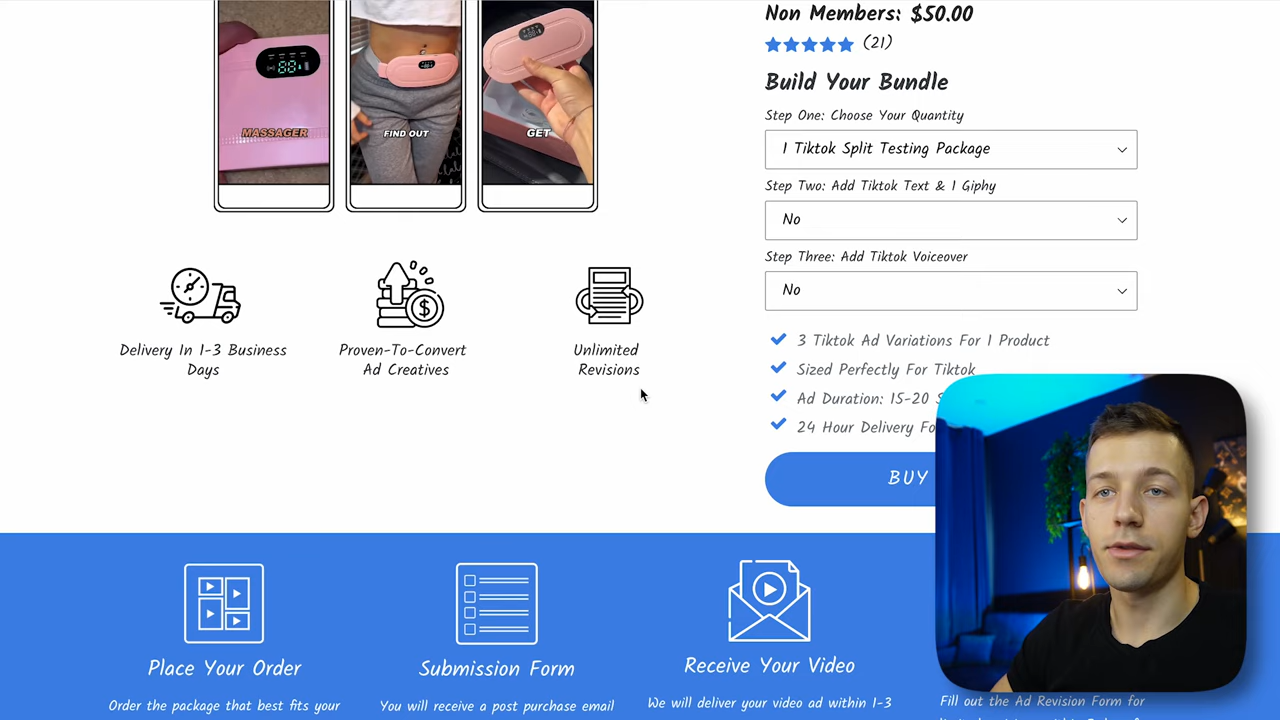 MASSAGER
FIND OUT
GET
Delivery In 1-3 Business
Days
Proven-To-Convert
Ad Creatives
Unlimited
Revisions
Non Members: $50.00
(21)
Build Your Bundle
Step One: Choose Your Quantity
1 Tiktok Split Testing Package
Step Two: Add Tiktok Text & 1 Giphy
No
Step Three: Add Tiktok Voiceover
No
3 Tiktok Ad Variations For 1 Product
Sized Perfectly For Tiktok
Ad Duration: 15-20
24 Hour Delivery
BUY
Place Your Order
Order the package that best fits your
Submission Form
You will receive a post purchase email
Receive Your Video
We will deliver your video ad within 1-3
Fill out the Ad Revision Form for